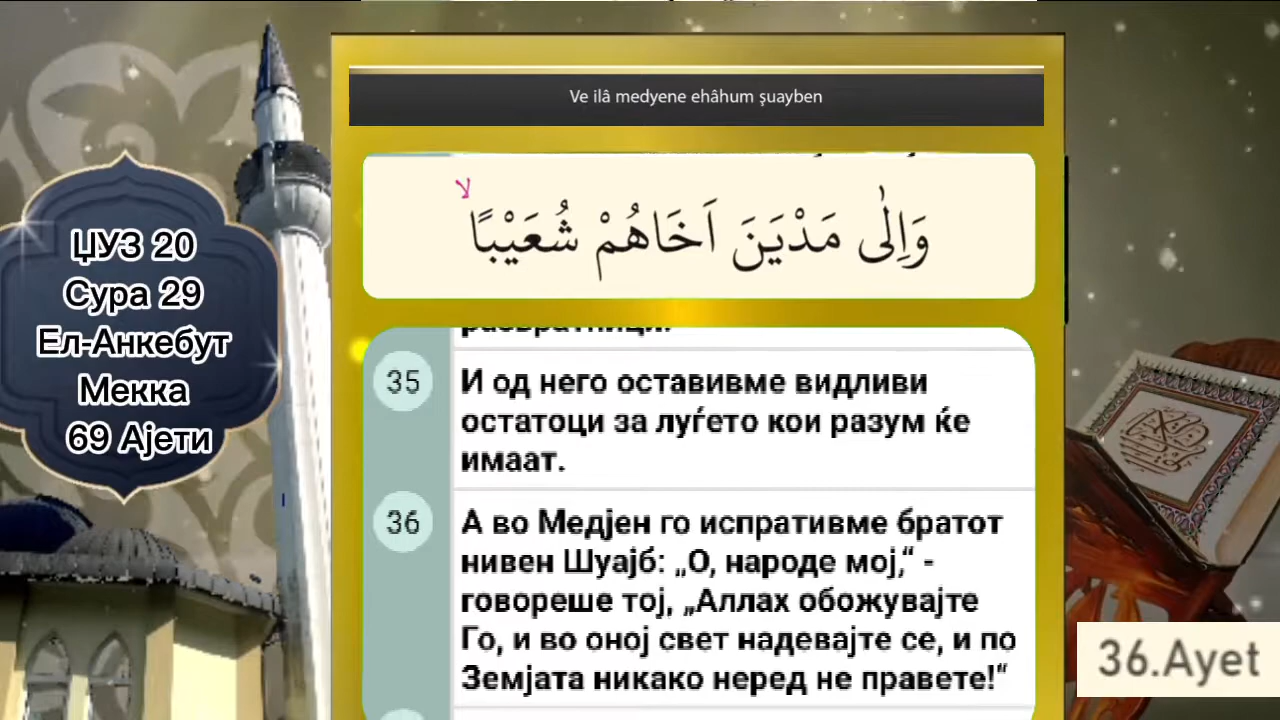 Ve ilâ medyene ehâhum şuayben
وَاِلٰى مَدْيَنَ اَخَاهُمْ شُعَيْبًاۙ
ЏУЗ 20
Сура 29
Ел-Анкебут
Мекка
69 Ајети
35 И од него оставивме видливи
остатоци за луѓето кои разум ќе
имаат.
36 А во Медјен го испративме братот
нивен Шуајб: „О, народе мој,“ -
говореше тој, „Аллах обожувајте
Го, и во оној свет надевајте се, и по
Земјата никако неред не правете!“
36.Ayet